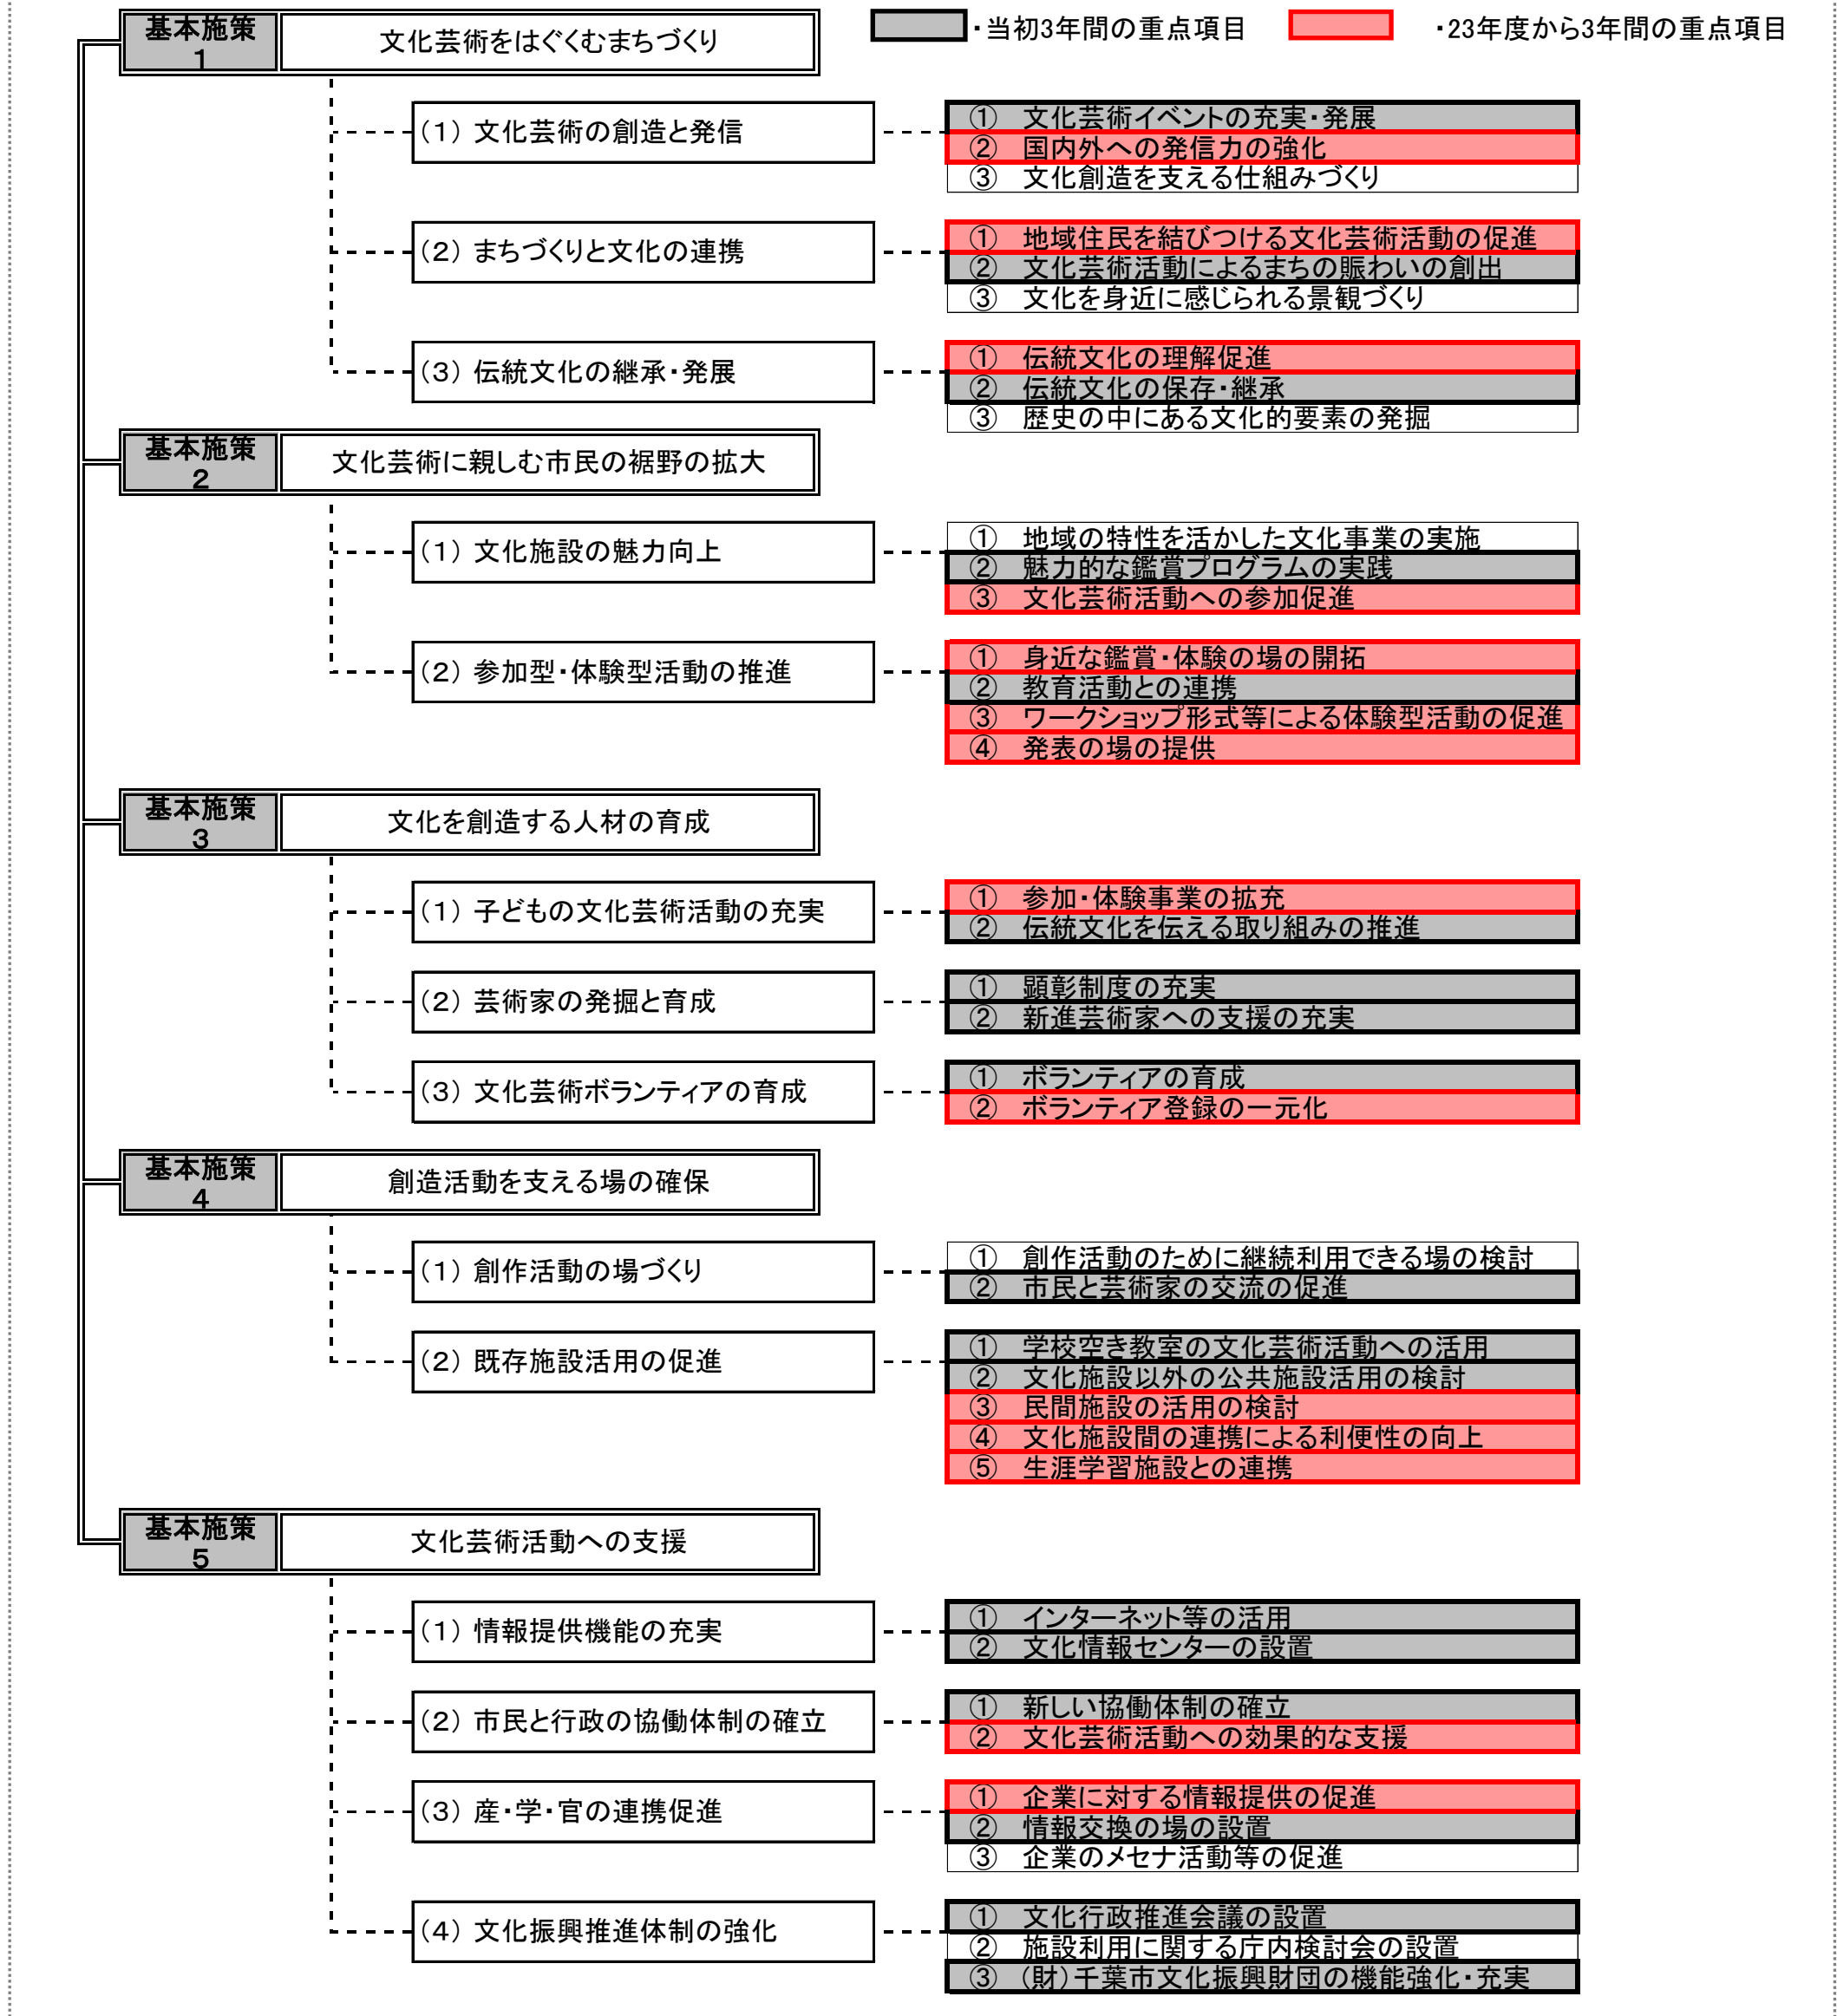 ・当初3年間の重点項目
・23年度から3年間の重点項目
基本施策
1
文化芸術をはぐくむまちづくり
(1) 文化芸術の創造と発信
① 文化芸術イベントの充実・発展
② 国内外への発信力の強化
③ 文化創造を支える仕組みづくり
(2) まちづくりと文化の連携
① 地域住民を結びつける文化芸術活動の促進
② 文化芸術活動によるまちの賑わいの創出
③ 文化を身近に感じられる景観づくり
(3) 伝統文化の継承・発展
① 伝統文化の理解促進
② 伝統文化の保存・継承
③ 歴史の中にある文化的要素の発掘
基本施策
2
文化芸術に親しむ市民の裾野の拡大
(1) 文化施設の魅力向上
① 地域の特性を活かした文化事業の実施
② 魅力的な鑑賞プログラムの実践
③ 文化芸術活動への参加促進
(2) 参加型・体験型活動の推進
① 身近な鑑賞・体験の場の開拓
② 教育活動との連携
③ ワークショップ形式等による体験型活動の促進
④ 発表の場の提供
基本施策
3
文化を創造する人材の育成
(1) 子どもの文化芸術活動の充実
① 参加・体験事業の拡充
② 伝統文化を伝える取り組みの推進
(2) 芸術家の発掘と育成
① 顕彰制度の充実
② 新進芸術家への支援の充実
(3) 文化芸術ボランティアの育成
① ボランティアの育成
② ボランティア登録の一元化
基本施策
4
創造活動を支える場の確保
(1) 創作活動の場づくり
① 創作活動のために継続利用できる場の検討
② 市民と芸術家の交流の促進
(2) 既存施設活用の促進
① 学校空き教室の文化芸術活動への活用
② 文化施設以外の公共施設活用の検討
③ 民間施設の活用の検討
④ 文化施設間の連携による利便性の向上
⑤ 生涯学習施設との連携
基本施策
5
文化芸術活動への支援
(1) 情報提供機能の充実
① インターネット等の活用
② 文化情報センターの設置
(2) 市民と行政の協働体制の確立
① 新しい協働体制の確立
② 文化芸術活動への効果的な支援
(3) 産・学・官の連携促進
① 企業に対する情報提供の促進
② 情報交換の場の設置
③ 企業のメセナ活動等の促進
(4) 文化振興推進体制の強化
① 文化行政推進会議の設置
② 施設利用に関する庁内検討会の設置
③ (財)千葉市文化振興財団の機能強化・充実